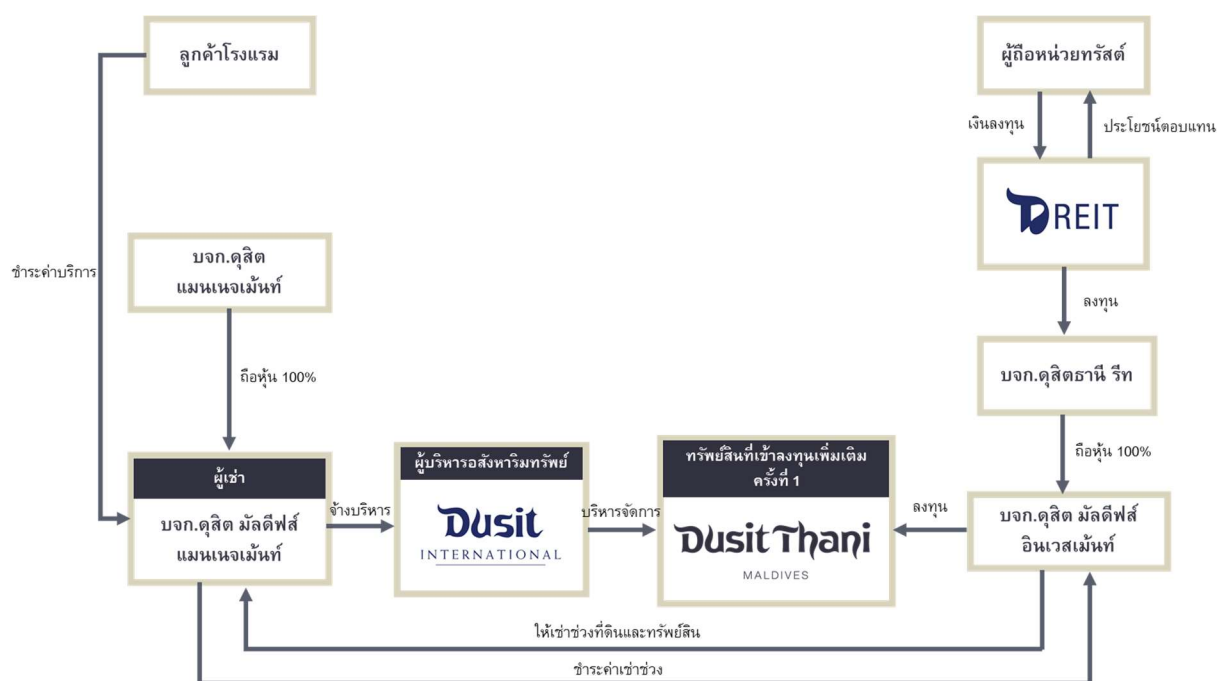 ลูกค้าโรงแรม
ผู้ถือหน่วยทรัสต์
เงินลงทุน
ประโยชน์ตอบแทน
DREIT
ชำระค่าบริการ
บจก.ดุสิต
แมนเนจเม้นท์
ลงทุน
ถือหุ้น 100%
บจก.ดุสิตธานี รีท
ถือหุ้น 100%
ผู้เช่า
บจก.ดุสิต มัลดีฟส์
แมนเนจเม้นท์
จ้างบริหาร
ผู้บริหารอสังหาริมทรัพย์
Dusit
INTERNATIONAL
บริหารจัดการ
ทรัพย์สินที่เข้าลงทุนเพิ่มเติม
ครั้งที่ 1
Dusit Thani
MALDIVES
ลงทุน
บจก.ดุสิต มัลดีฟส์
อินเวสเม้นท์
ให้เช่าช่วงที่ดินและทรัพย์สิน
ชำระค่าเช่าช่วง